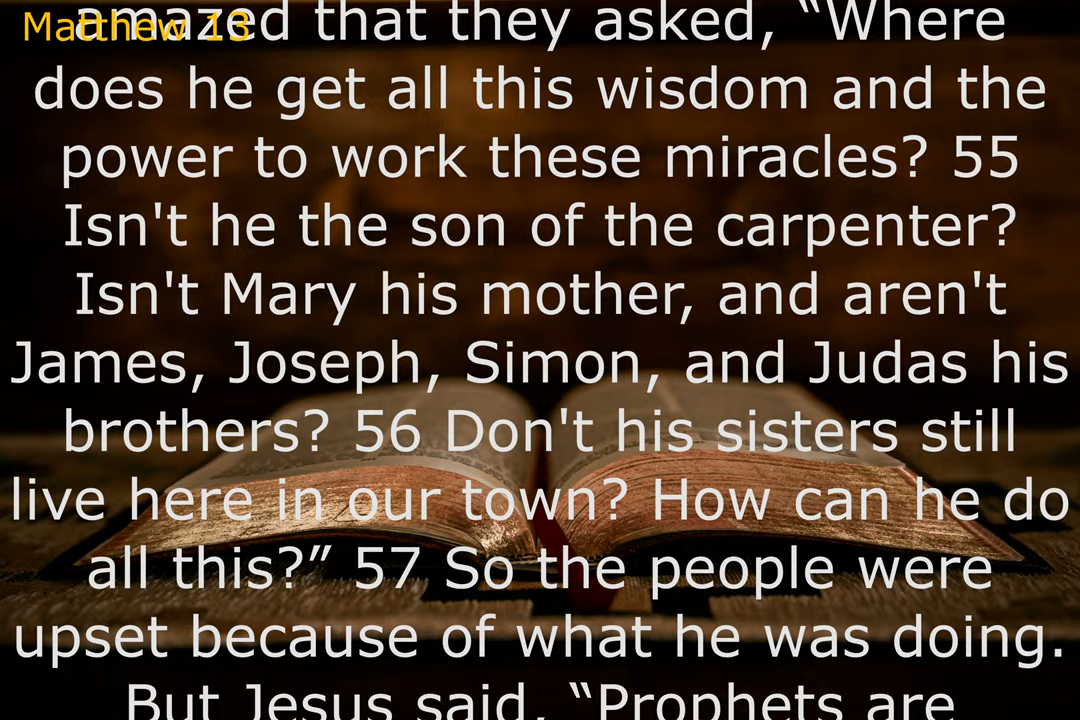 Matthew 13
amazed that they asked, “Where
does he get all this wisdom and the
power to work these miracles? 55
Isn't he the son of the carpenter?
Isn't Mary his mother, and aren't
James, Joseph, Simon, and Judas his
brothers? 56 Don't his sisters still
live here in our town? How can he do
all this?” 57 So the people were
upset because of what he was doing.
But Jesus said, “Prophets are